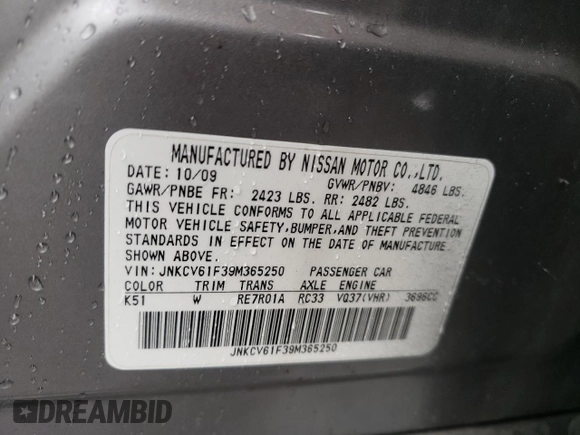 MANUFACTURED BY NISSAN MOTOR CO.,LTD.
DATE: 10/09 GVWR/PNBV: 4846 LBS.
GAWR/PNBE FR: 2423 LBS. RR: 2482 LBS.
THIS VEHICLE CONFORMS TO ALL APPLICABLE FEDERAL
MOTOR VEHICLE SAFETY,BUMPER,AND THEFT PREVENTION
STANDARDS IN EFFECT ON THE DATE OF MANUFACTURE
SHOWN ABOVE.
VIN: JNKCV61F39M365250 PASSENGER CAR
COLOR TRIM TRANS AXLE ENGINE
K51 W RE7R01A RC33 VQ37(VHR) 3696CC
JNKCV61F39M365250
DREAMBID